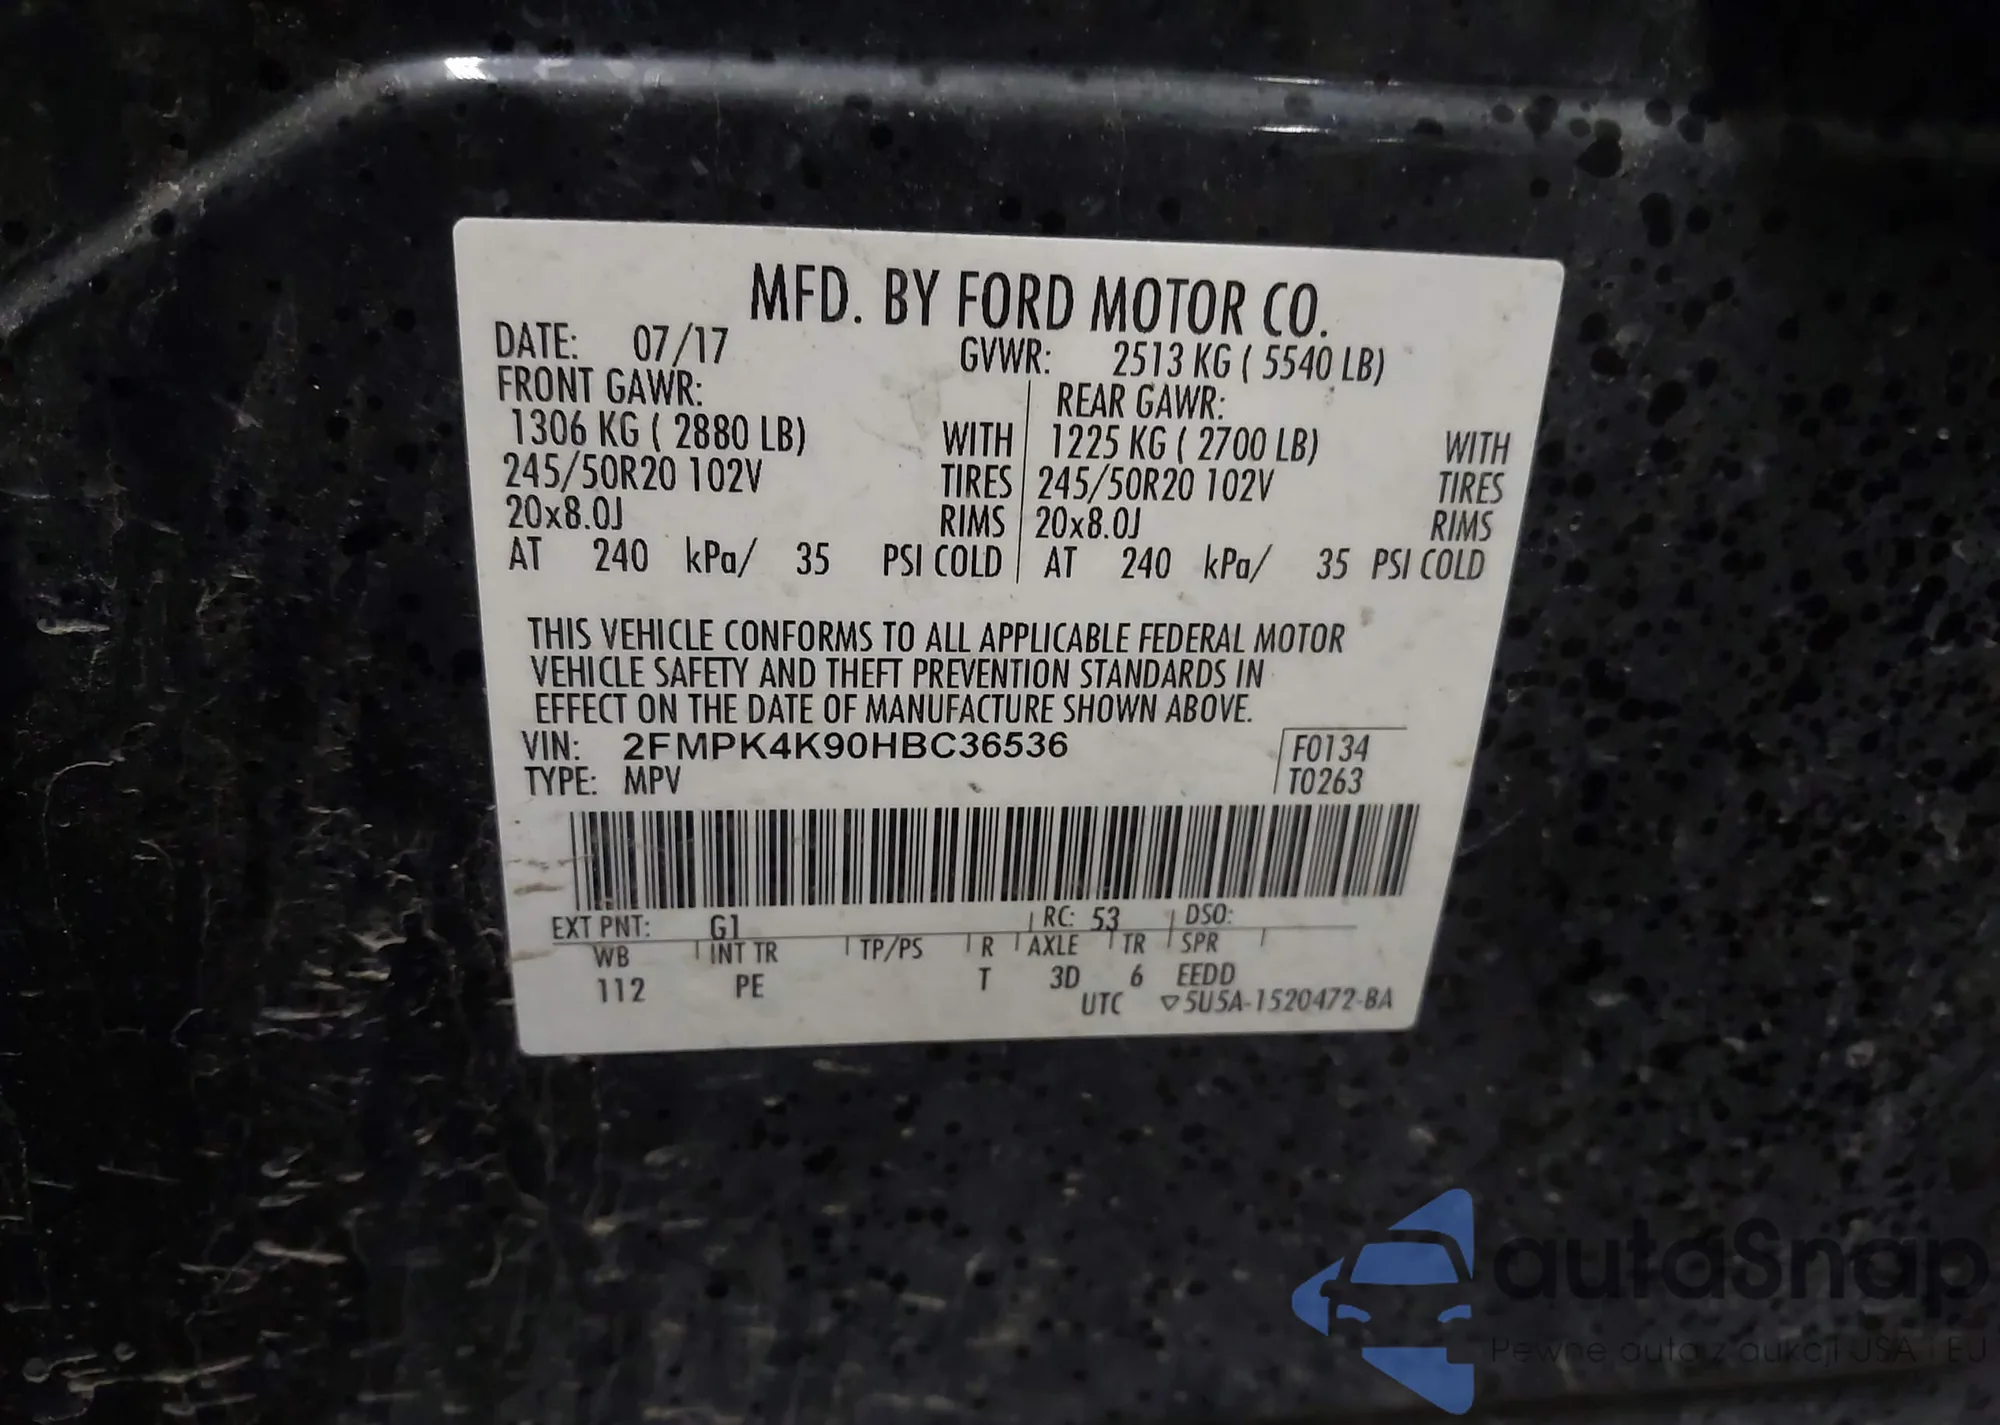 MFD. BY FORD MOTOR CO.
DATE: 07/17 GVWR: 2513 KG ( 5540 LB)
FRONT GAWR: REAR GAWR:
1306 KG ( 2880 LB) WITH 1225 KG ( 2700 LB) WITH
245/50R20 102V TIRES 245/50R20 102V TIRES
20x8.0J RIMS 20x8.0J RIMS
AT 240 kPa/ 35 PSI COLD AT 240 kPa/ 35 PSI COLD
THIS VEHICLE CONFORMS TO ALL APPLICABLE FEDERAL MOTOR
VEHICLE SAFETY AND THEFT PREVENTION STANDARDS IN
EFFECT ON THE DATE OF MANUFACTURE SHOWN ABOVE.
VIN: 2FMPK4K90HBC36536 F0134
TYPE: MPV T0263
EXT PNT: G1 RC: 53 DSO:
WB INT TR TP/PS R AXLE TR SPR
112 PE T 3D 6 EEDD
UTC ▽5U5A-1520472-BA
autoSnap
Pewne auto z aukcji USA i EU